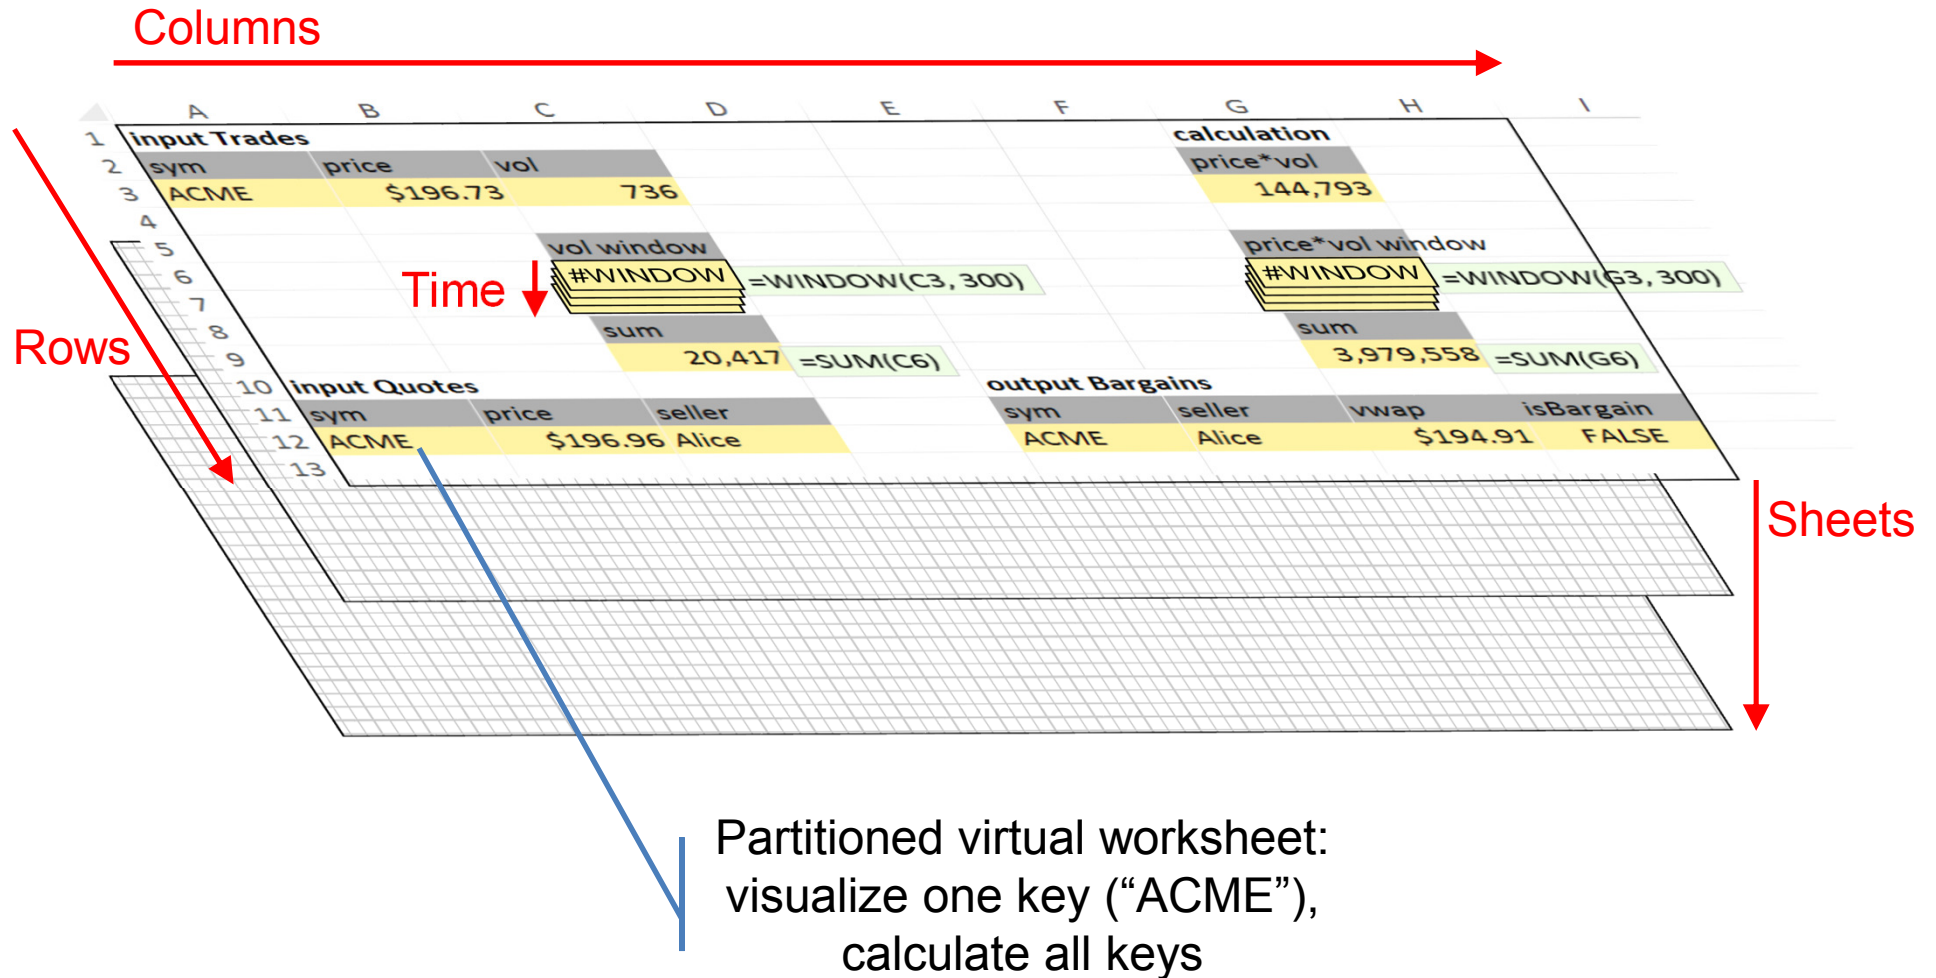 Columns
A B C D E F G H I
1 input Trades calculation
2 sym price vol price*vol
3 ACME $196.73 736 144,793
4
5 vol window price*vol window
6 #WINDOW =WINDOW(C3, 300) #WINDOW =WINDOW(G3, 300)
Time
7
8 sum sum
Rows
9 20,417 =SUM(C6) 3,979,558 =SUM(G6)
10 input Quotes output Bargains
11 sym price seller sym seller vwap isBargain
12 ACME $196.96 Alice ACME Alice $194.91 FALSE
13
Sheets
Partitioned virtual worksheet:
visualize one key (“ACME”),
calculate all keys